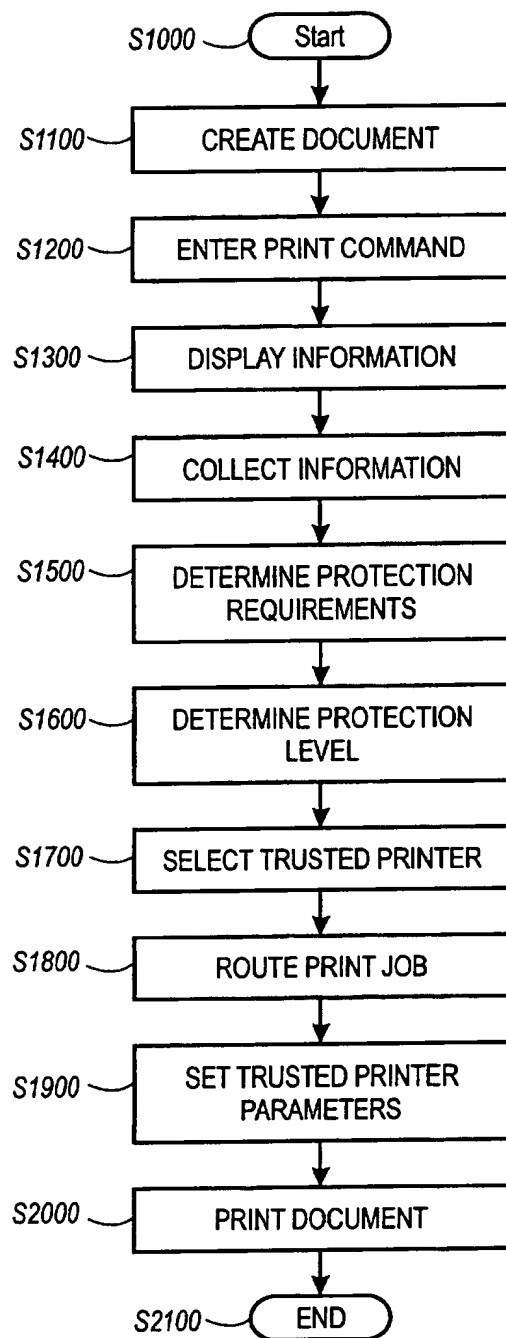 S1000 Start
S1100 CREATE DOCUMENT
S1200 ENTER PRINT COMMAND
S1300 DISPLAY INFORMATION
S1400 COLLECT INFORMATION
S1500 DETERMINE PROTECTION
REQUIREMENTS
S1600 DETERMINE PROTECTION
LEVEL
S1700 SELECT TRUSTED PRINTER
S1800 ROUTE PRINT JOB
S1900 SET TRUSTED PRINTER
PARAMETERS
S2000 PRINT DOCUMENT
S2100 END